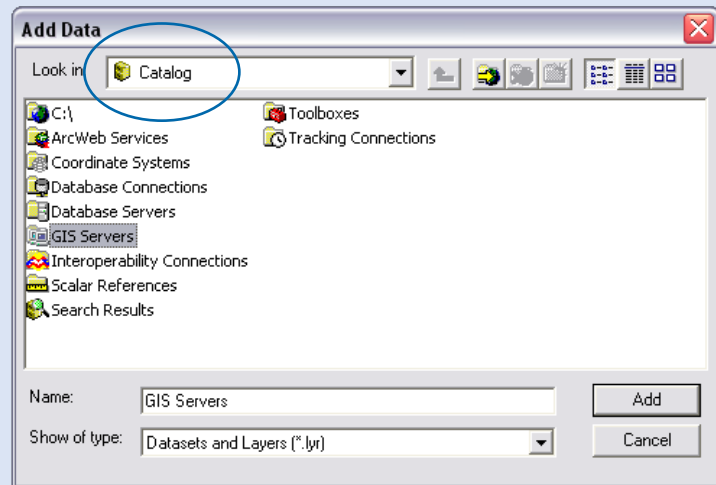 Add Data
Look in
Catalog
C:\
ArcWeb Services
Coordinate Systems
Database Connections
Database Servers
GIS Servers
Interoperability Connections
Scalar References
Search Results
Toolboxes
Tracking Connections
Name:
GIS Servers
Add
Show of type:
Datasets and Layers (*.lyr)
Cancel